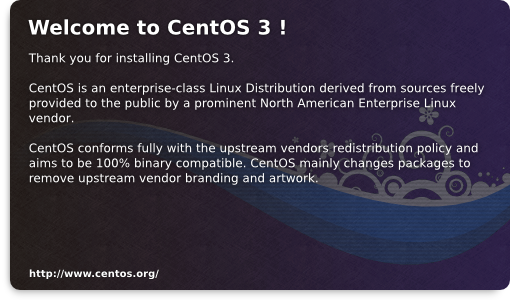 Welcome to CentOS 3 !
Thank you for installing CentOS 3.
CentOS is an enterprise-class Linux Distribution derived from sources freely
provided to the public by a prominent North American Enterprise Linux
vendor.
CentOS conforms fully with the upstream vendors redistribution policy and
aims to be 100% binary compatible. CentOS mainly changes packages to
remove upstream vendor branding and artwork.
http://www.centos.org/